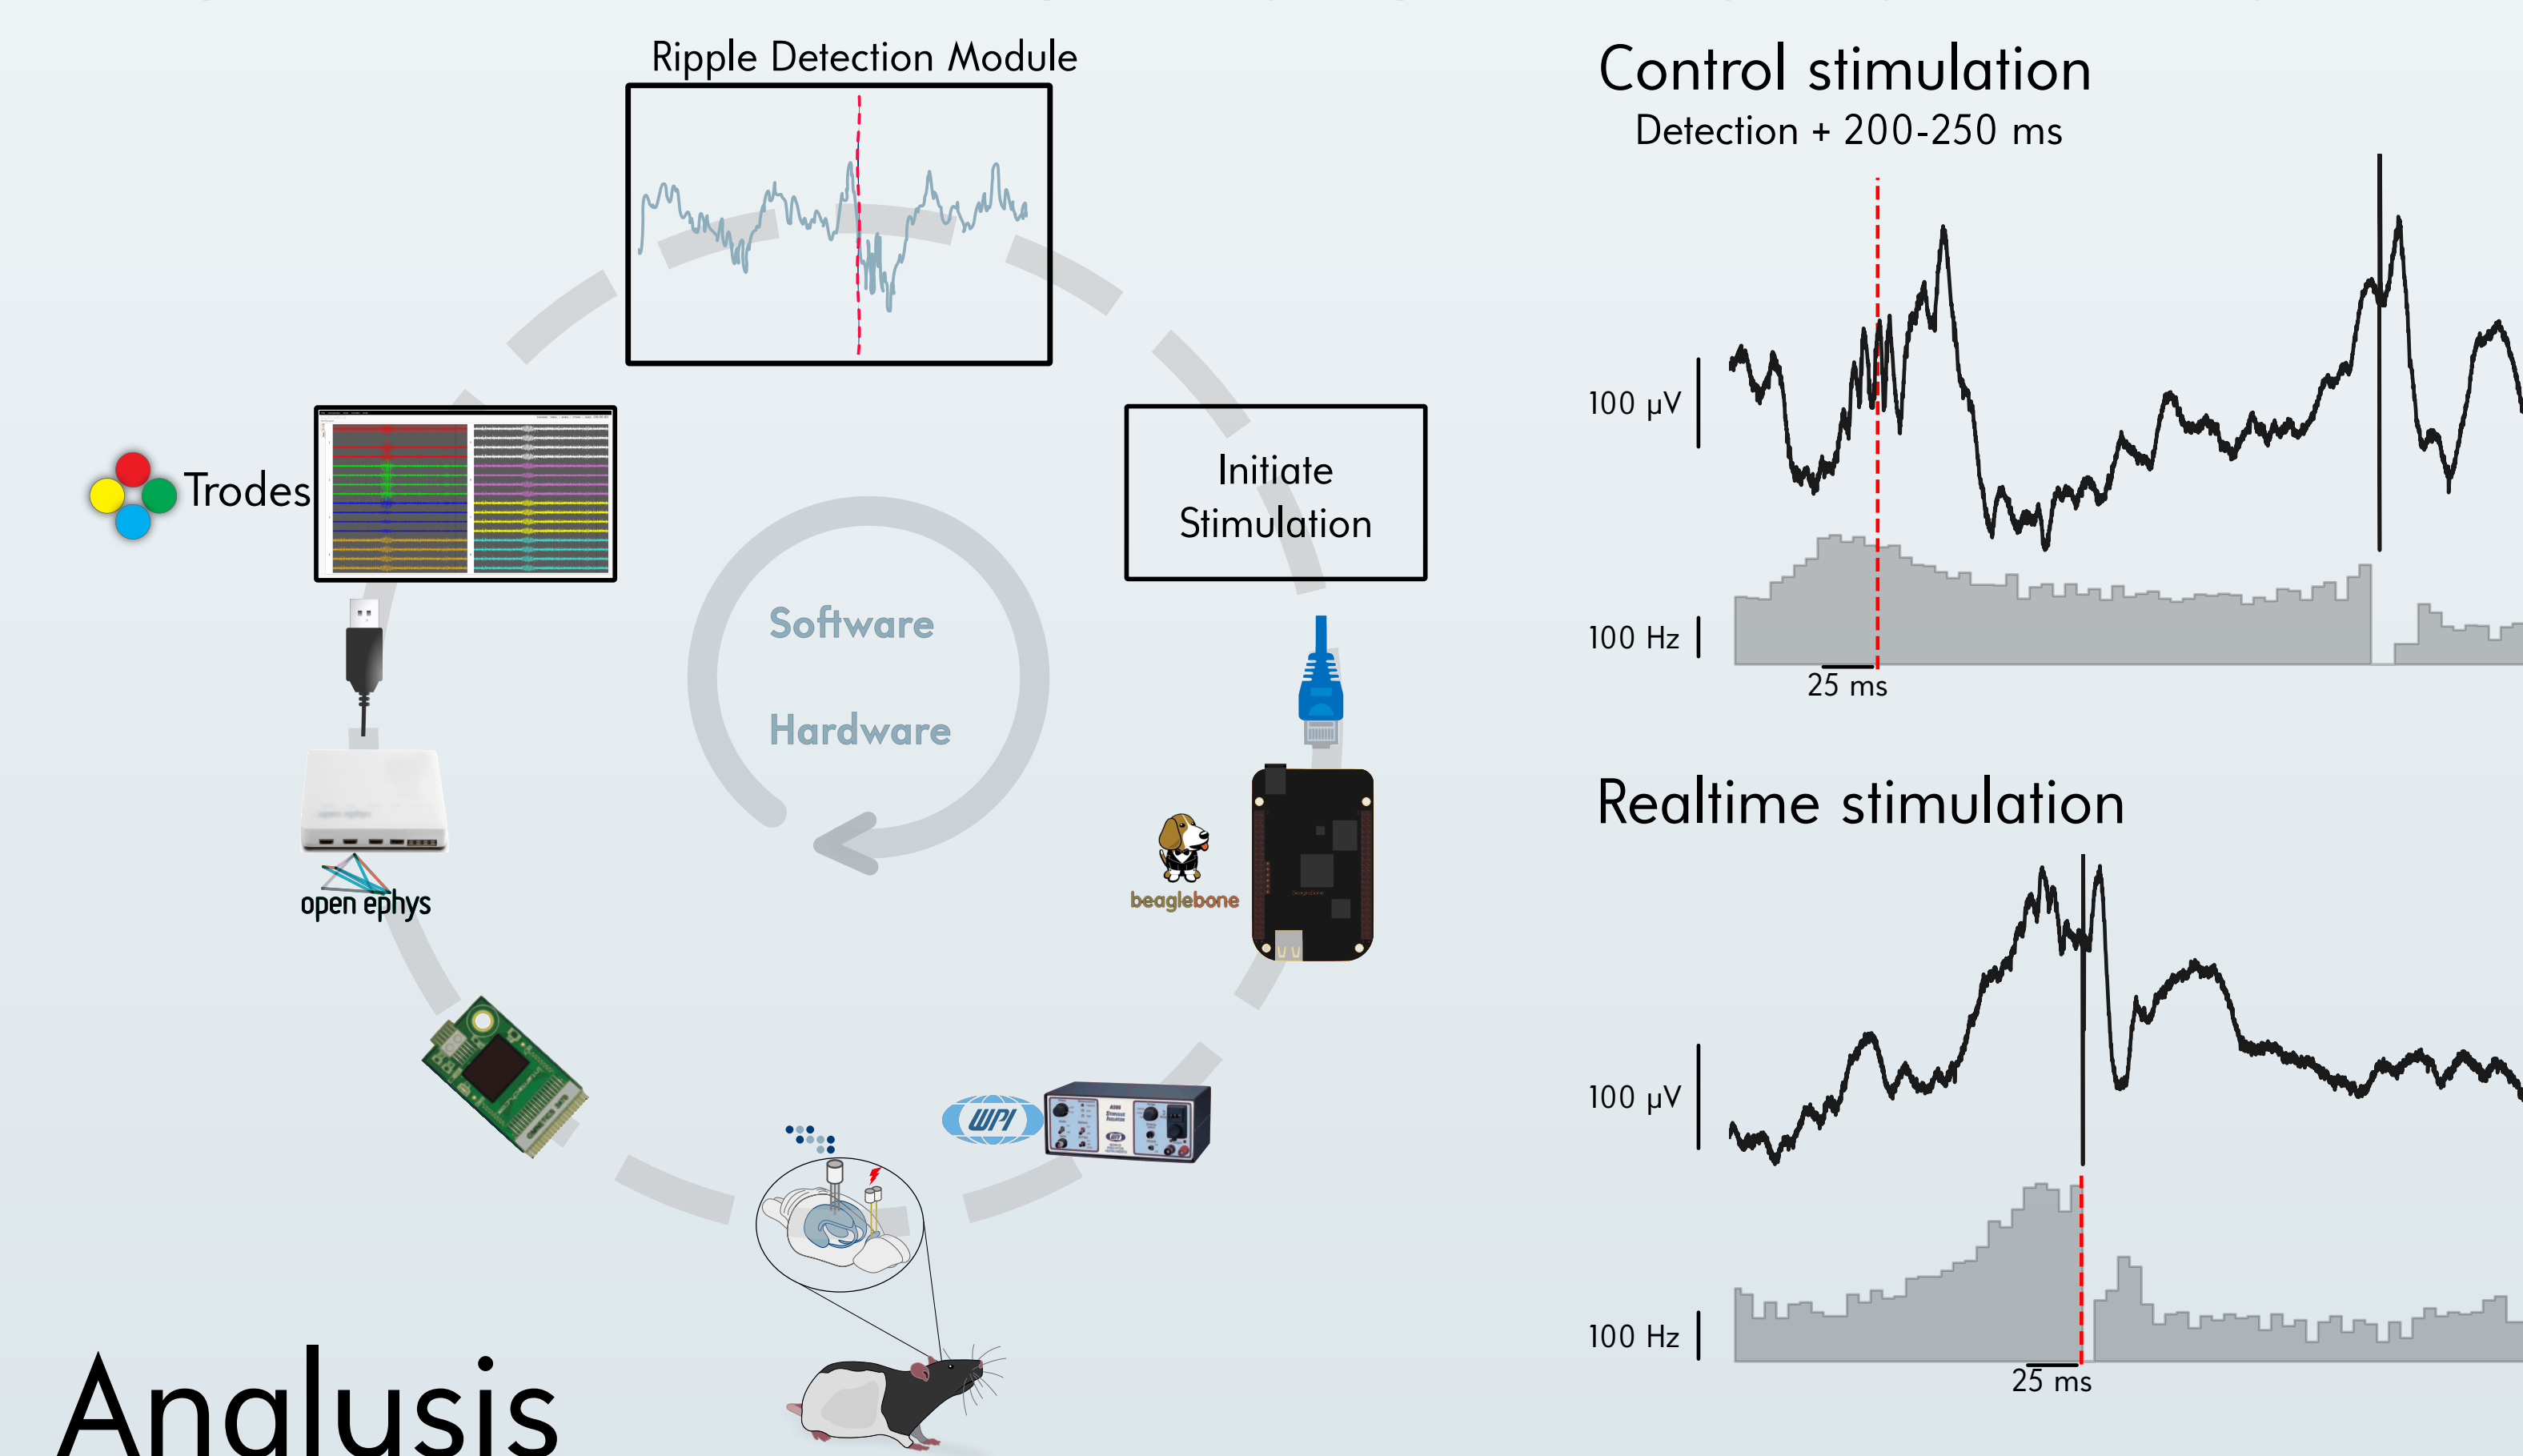 Ripple Detection Module
Trodes
Initiate
Stimulation
Software
Hardware
open ephys
beaglebone
WPI
Analysis
Control stimulation
Detection + 200-250 ms
100 µV
100 Hz
25 ms
Realtime stimulation
100 µV
100 Hz
25 ms